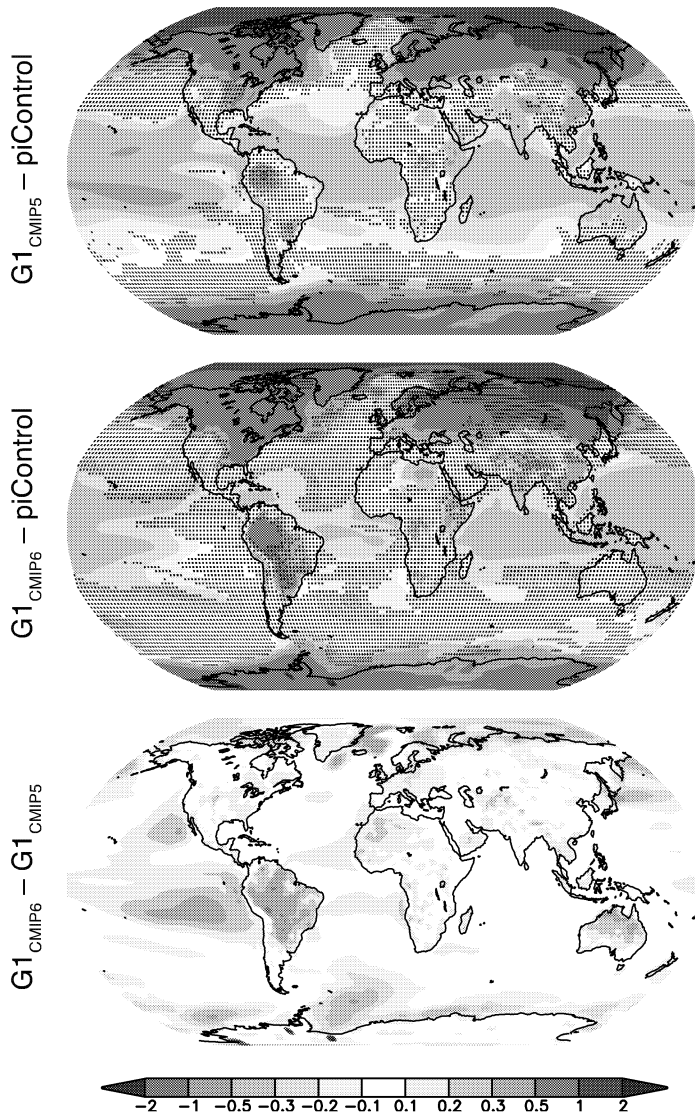 G1CMIP5 – piControl
G1CMIP6 – piControl
G1CMIP6 – G1CMIP5
−2 −1 −0.5 −0.3 −0.2 −0.1 0.1 0.2 0.3 0.5 1 2